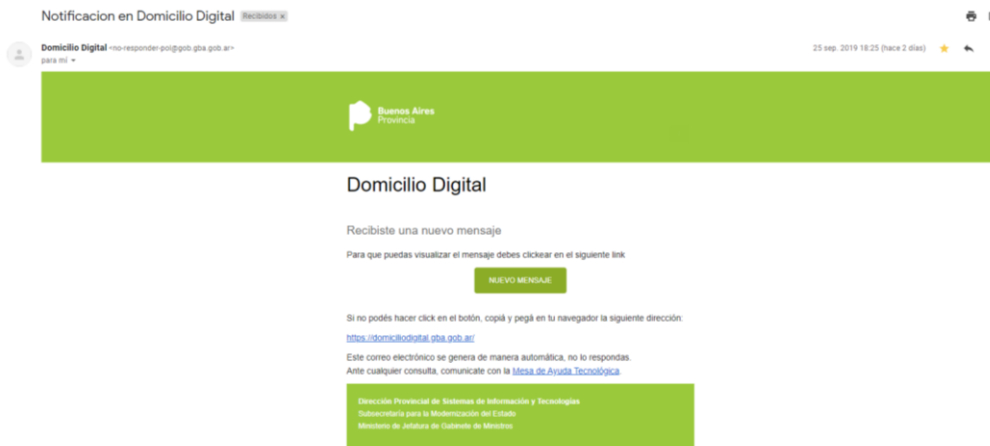 Notificacion en Domicilio Digital Recibidos x
Domicilio Digital <no-responder-poi@gob.gba.gob.ar>
25 sep. 2019 18:25 (hace 2 días)
para mí
Buenos Aires
Provincia
Domicilio Digital
Recibiste una nuevo mensaje
Para que puedas visualizar el mensaje debes clickear en el siguiente link
NUEVO MENSAJE
Si no podés hacer click en el botón, copiá y pegá en tu navegador la siguiente dirección:
https://domiciliodigital.gba.gob.ar/
Este correo electrónico se genera de manera automática, no lo respondas.
Ante cualquier consulta, comunicate con la Mesa de Ayuda Tecnológica.
Dirección Provincial de Sistemas de Información y Tecnologías
Subsecretaría para la Modernización del Estado
Ministerio de Jefatura de Gabinete de Ministros